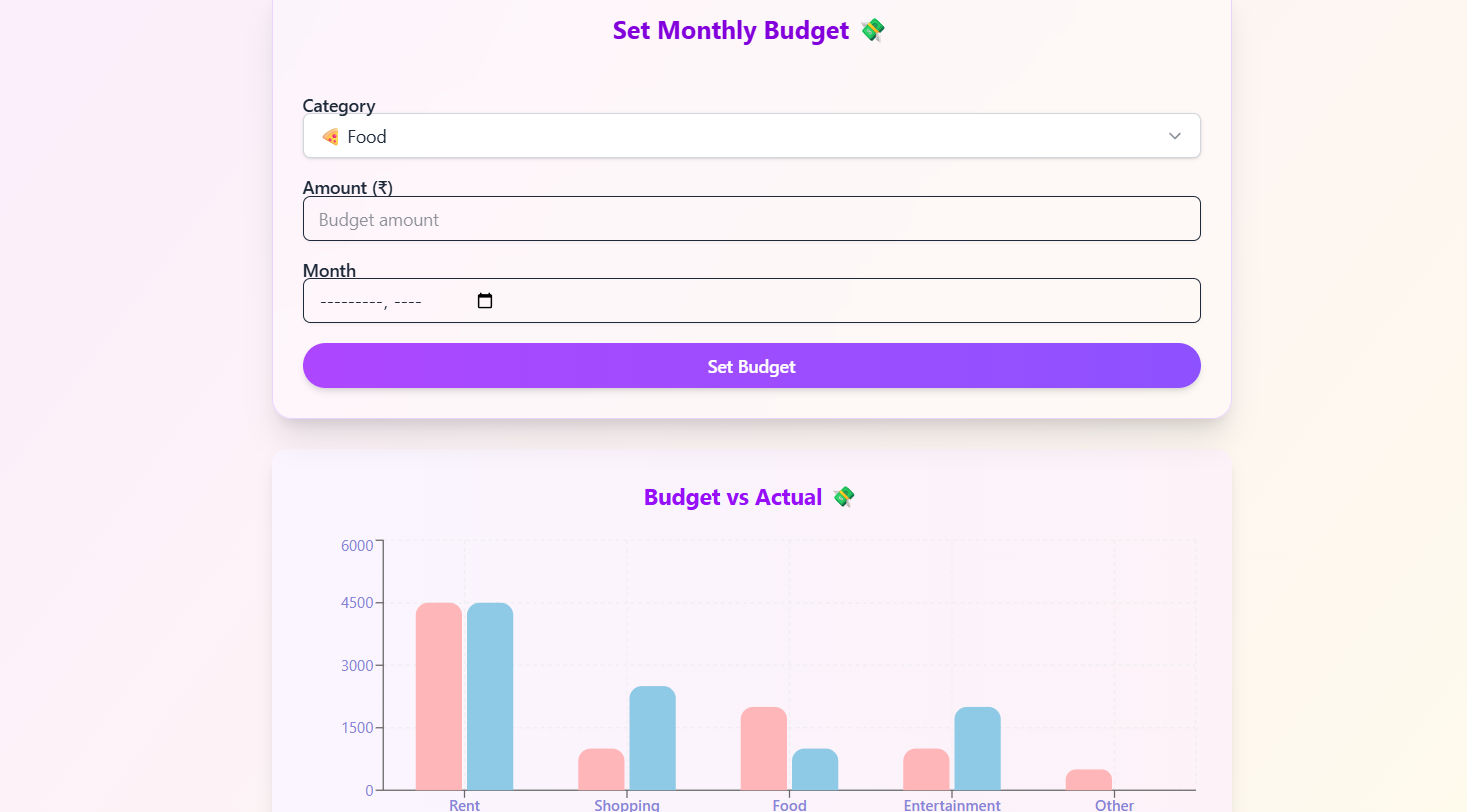 Set Monthly Budget 💸
Category
🍕 Food
Amount (₹)
Budget amount
Month
---------, ----
Set Budget
Budget vs Actual 💸
6000
4500
3000
1500
0
Rent Shopping Food Entertainment Other